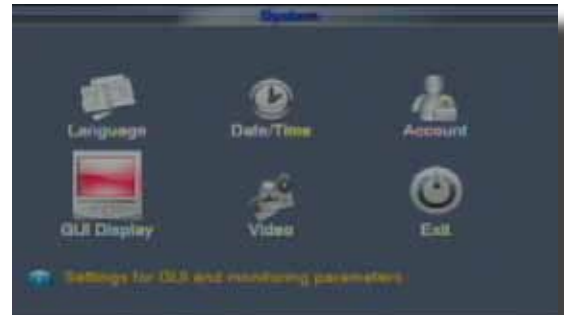 System
Language Date/Time Account
GUI Display Video Exit
Settings for GUI and monitoring parameters